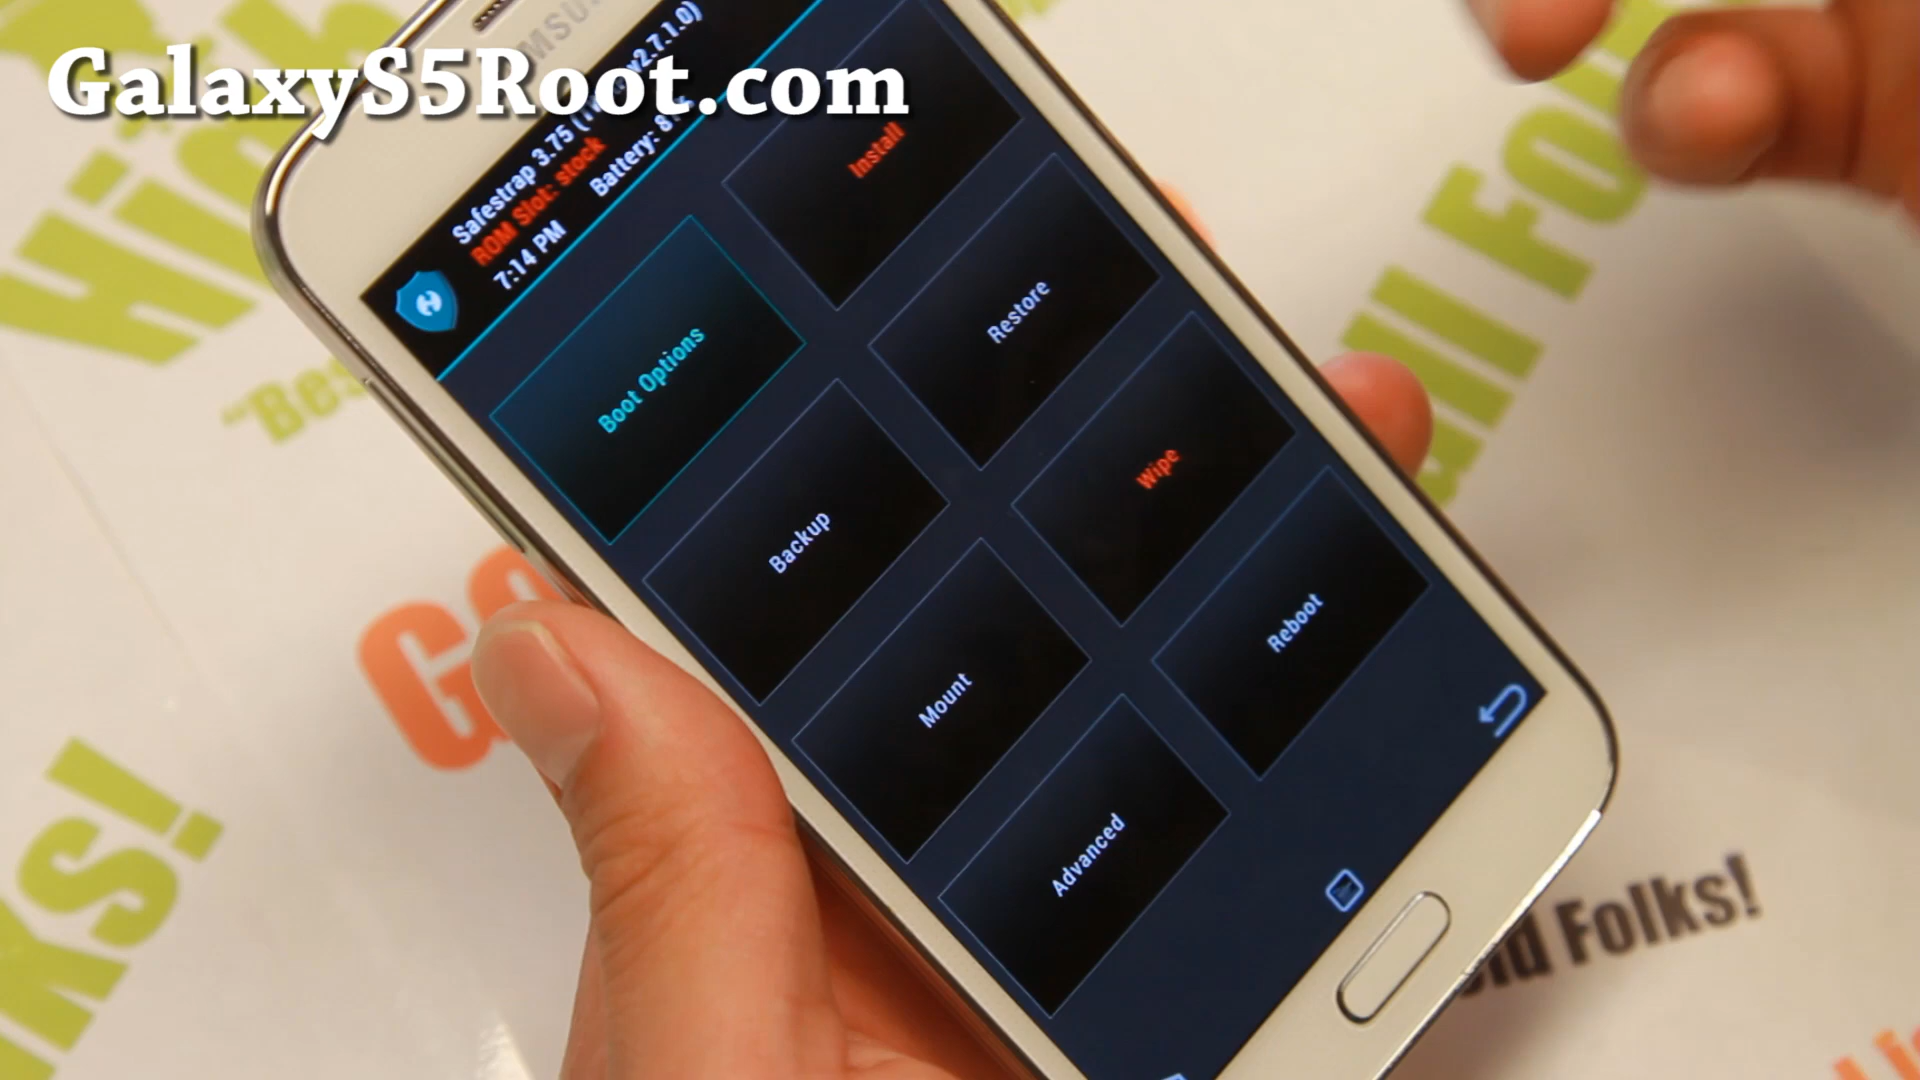 GalaxyS5Root.com
Safestrap 3.75
ROM Slot: stock
7:14 PM
Battery:
Boot Options
Install
Backup
Restore
Mount
Wipe
Advanced
Reboot
Folks!